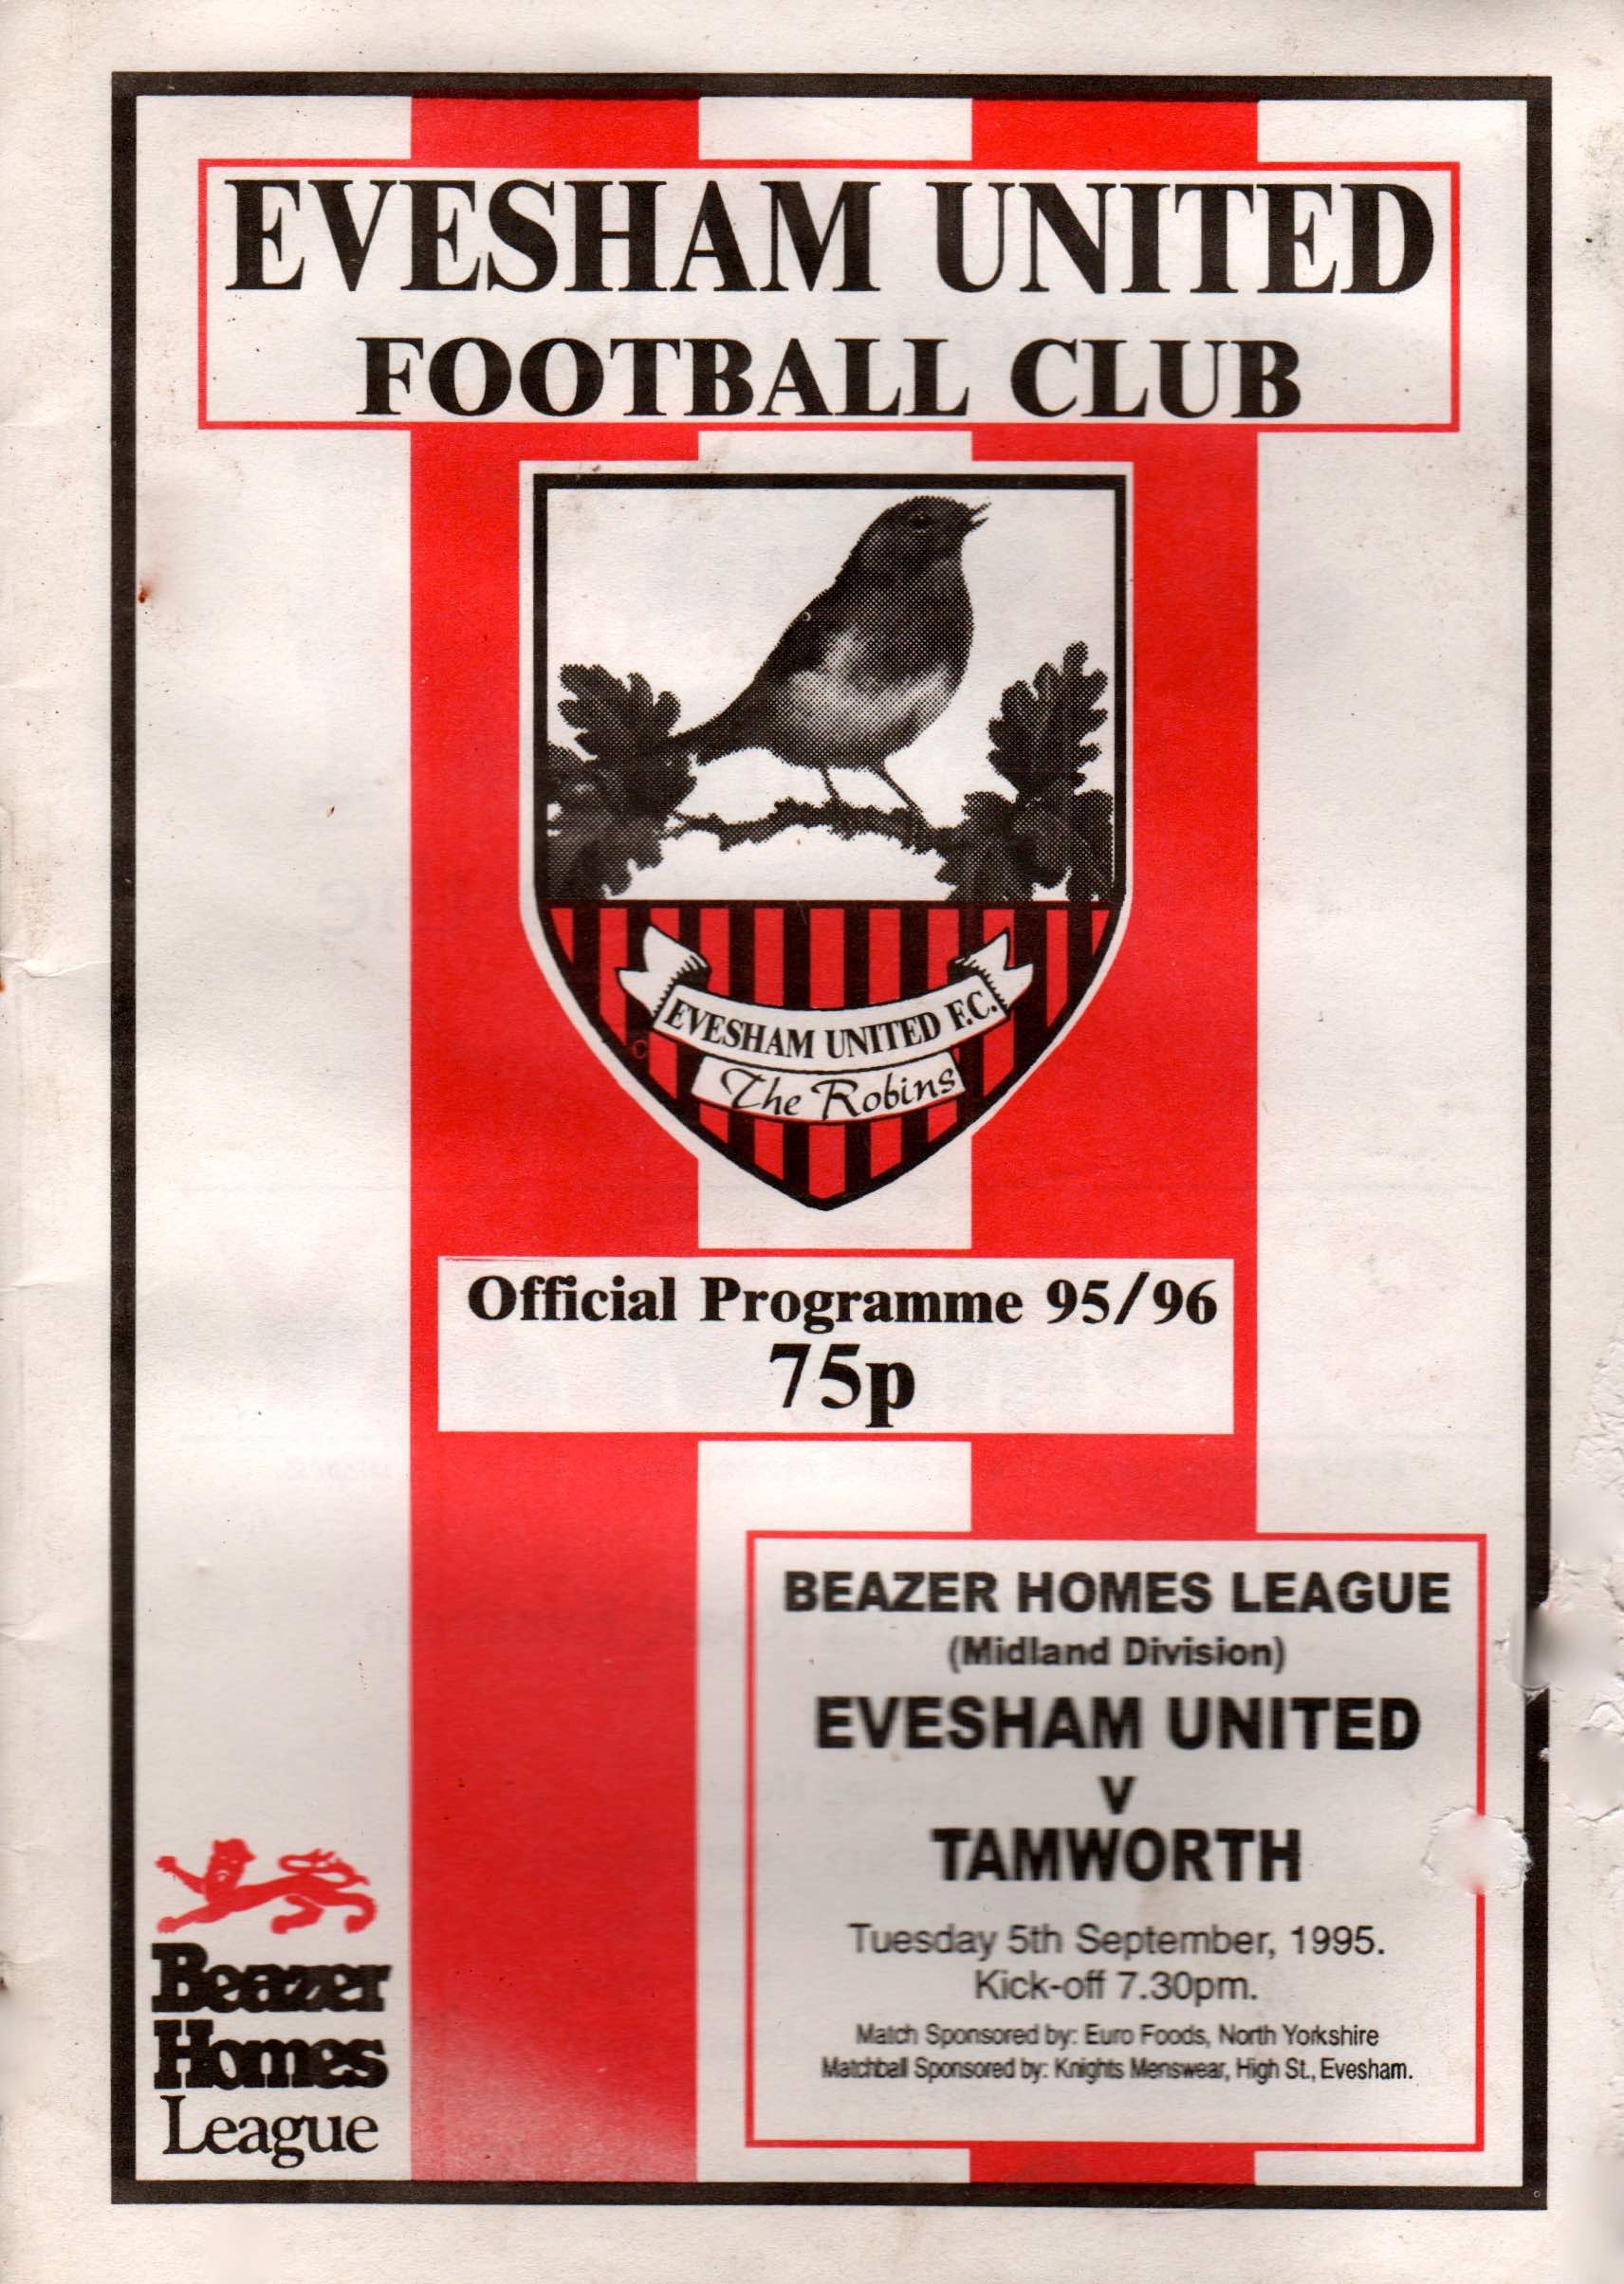 EVESHAM UNITED
FOOTBALL CLUB
EVESHAM UNITED F.C.
The Robins
Official Programme 95/96
75p
BEAZER HOMES LEAGUE
(Midland Division)
EVESHAM UNITED
v
TAMWORTH
Tuesday 5th September, 1995.
Kick-off 7.30pm.
Match Sponsored by: Euro Foods, North Yorkshire
Matchball Sponsored by: Knights Menswear, High St., Evesham.
Beazer
Homes
League